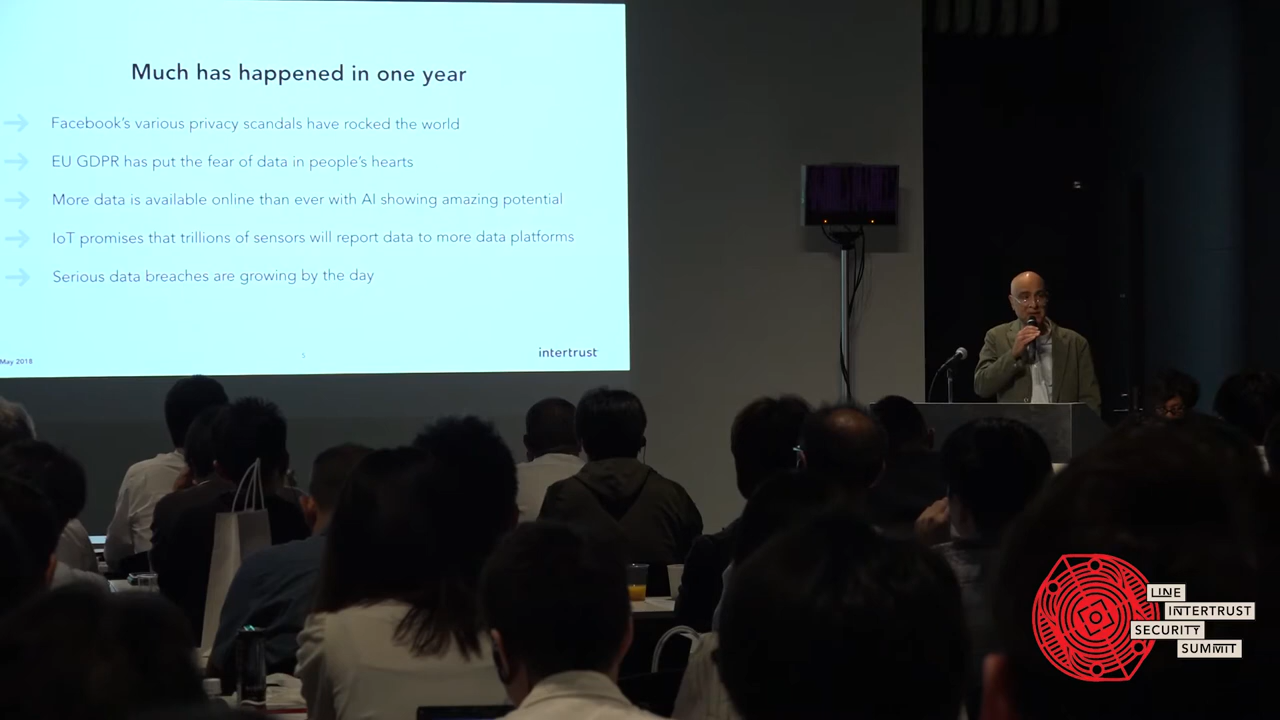 Much has happened in one year
Facebook's various privacy scandals have rocked the world
EU GDPR has put the fear of data in people's hearts
More data is available online than ever with AI showing amazing potential
IoT promises that trillions of sensors will report data to more data platforms
Serious data breaches are growing by the day
May 2018
5
intertrust
LINE
INTERTRUST
SECURITY
SUMMIT